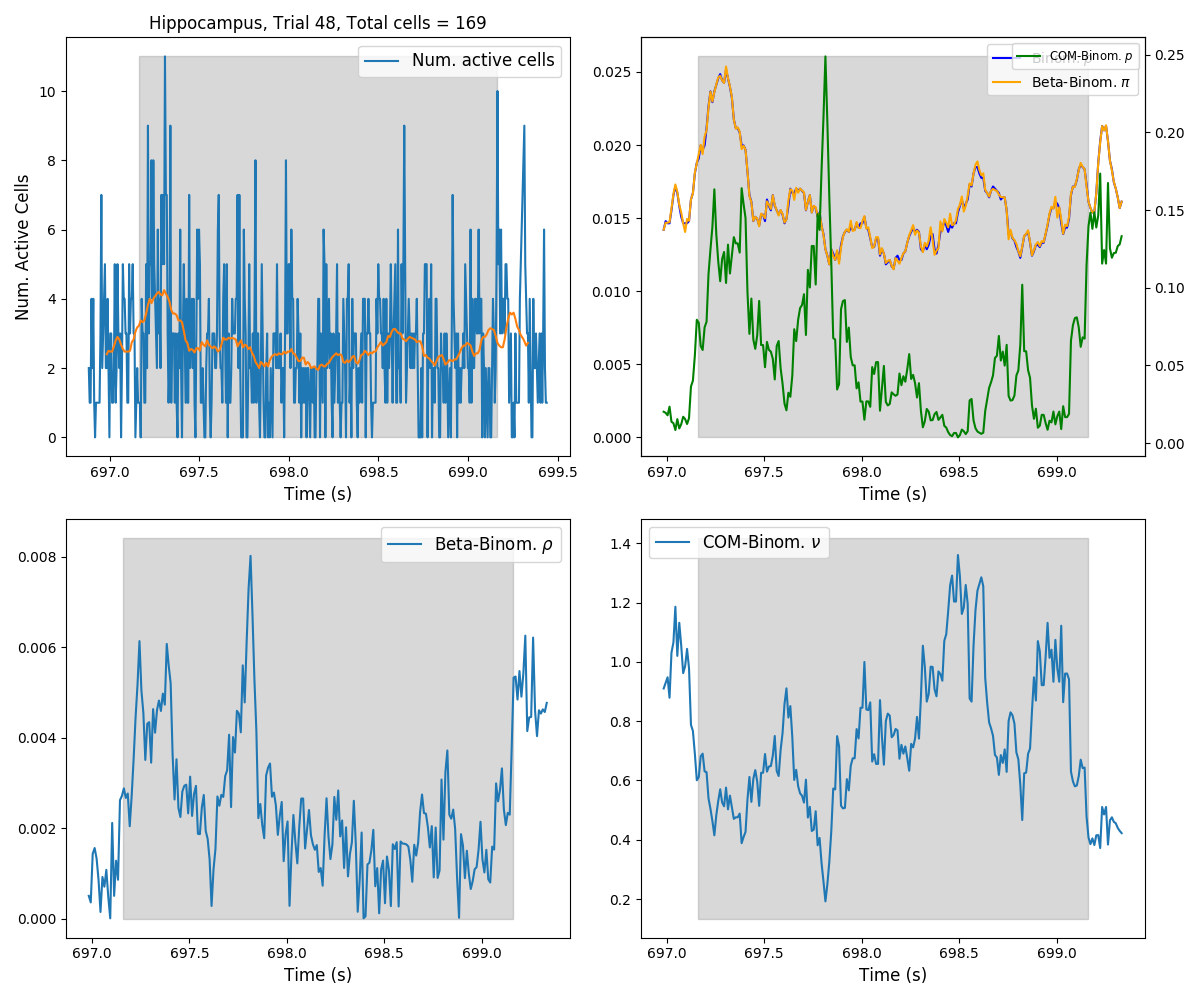 Hippocampus, Trial 48, Total cells = 169
Num. active cells
Num. Active Cells
10
8
6
4
2
0
697.0 697.5 698.0 698.5 699.0 699.5
Time (s)
COM-Binom. p
Binom. p
Beta-Binom. π
0.025
0.020
0.015
0.010
0.005
0.000
0.25
0.20
0.15
0.10
0.05
0.00
697.0 697.5 698.0 698.5 699.0
Time (s)
Beta-Binom. ρ
0.008
0.006
0.004
0.002
0.000
697.0 697.5 698.0 698.5 699.0
Time (s)
COM-Binom. ν
1.4
1.2
1.0
0.8
0.6
0.4
0.2
697.0 697.5 698.0 698.5 699.0
Time (s)